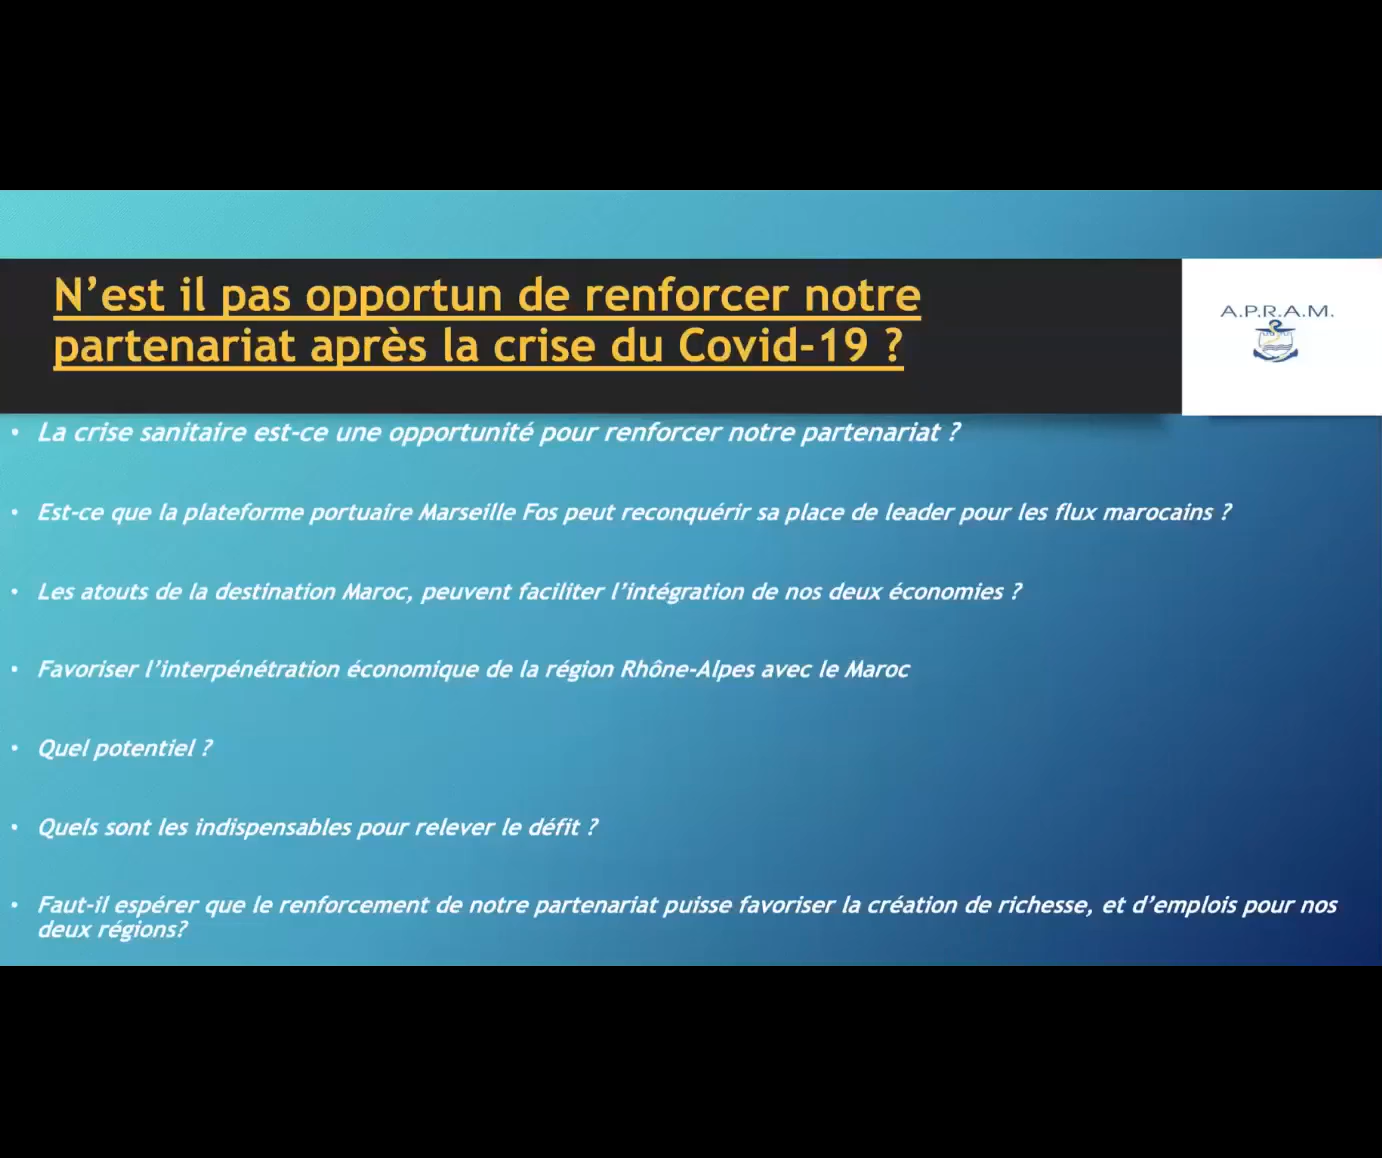 N’est il pas opportun de renforcer notre
partenariat après la crise du Covid-19 ?
A.P.R.A.M.
• La crise sanitaire est-ce une opportunité pour renforcer notre partenariat ?
• Est-ce que la plateforme portuaire Marseille Fos peut reconquérir sa place de leader pour les flux marocains ?
• Les atouts de la destination Maroc, peuvent faciliter l’intégration de nos deux économies ?
• Favoriser l’interpénétration économique de la région Rhône-Alpes avec le Maroc
• Quel potentiel ?
• Quels sont les indispensables pour relever le défit ?
• Faut-il espérer que le renforcement de notre partenariat puisse favoriser la création de richesse, et d’emplois pour nos
deux régions?